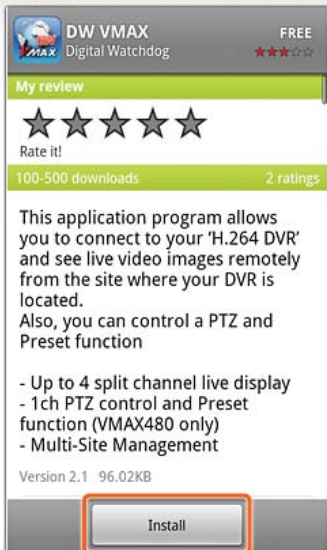 DW VMAX
FREE
Digital Watchdog
DW
VMAX
My review
Rate it!
100-500 downloads
2 ratings
This application program allows
you to connect to your 'H.264 DVR'
and see live video images remotely
from the site where your DVR is
located.
Also, you can control a PTZ and
Preset function
- Up to 4 split channel live display
- 1ch PTZ control and Preset
function (VMAX480 only)
- Multi-Site Management
Version 2.1 96.02KB
Install